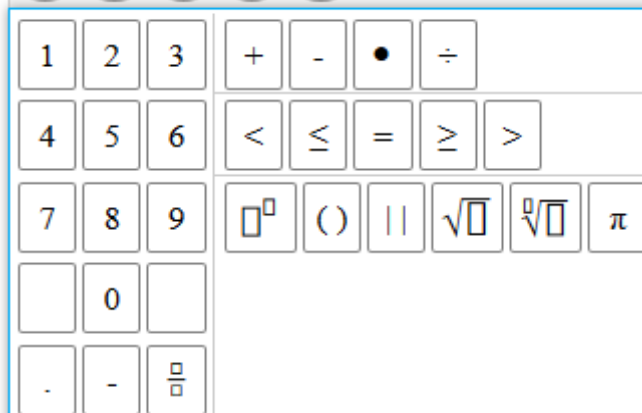 1 2 3 + - • ÷
4 5 6 < ≤ = ≥ >
7 8 9 □^□ ( ) | | √□ □√□ π
0
. - □/□